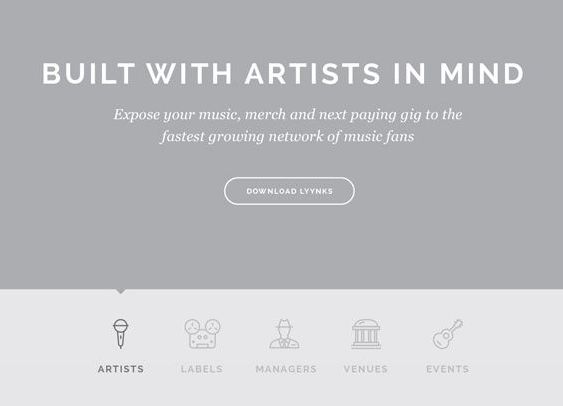 BUILT WITH ARTISTS IN MIND
Expose your music, merch and next paying gig to the
fastest growing network of music fans
DOWNLOAD LYYNKS
ARTISTS LABELS MANAGERS VENUES EVENTS